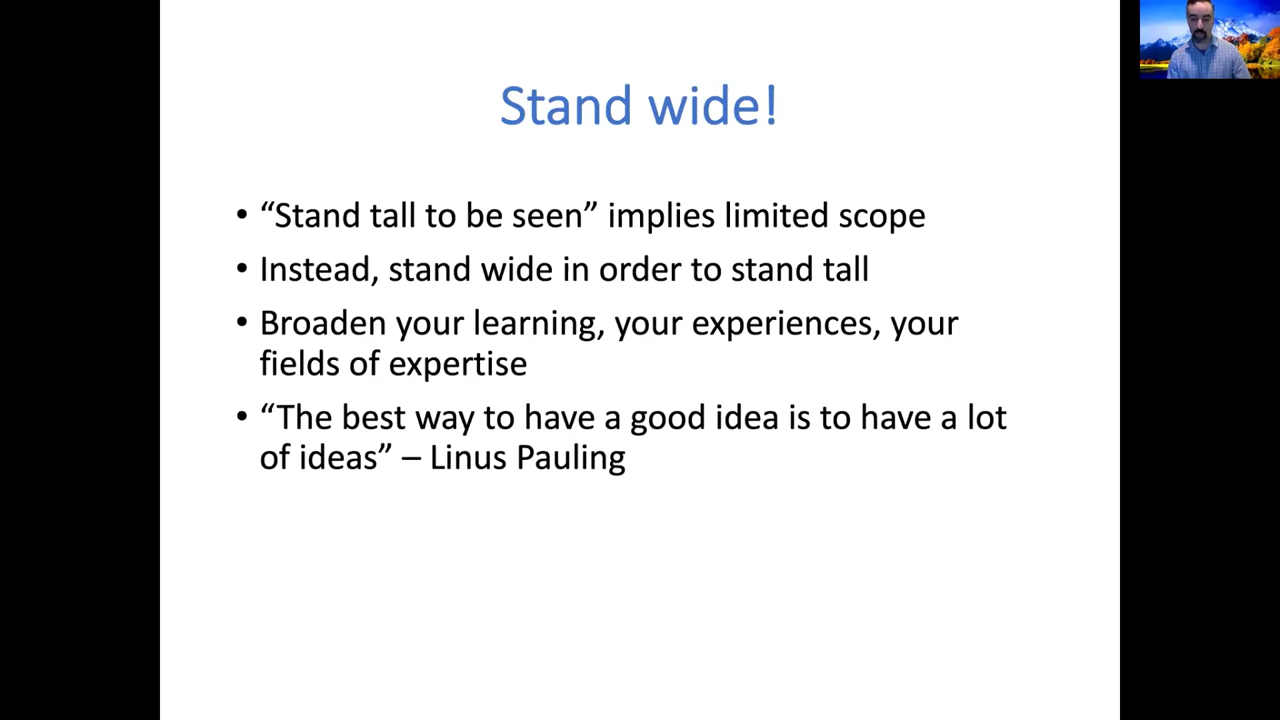 Stand wide!
• “Stand tall to be seen” implies limited scope
• Instead, stand wide in order to stand tall
• Broaden your learning, your experiences, your
fields of expertise
• “The best way to have a good idea is to have a lot
of ideas” – Linus Pauling